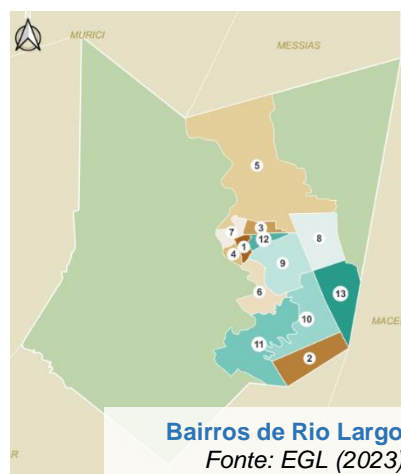 MURICI
MESSIAS
5
3
7
12
1
4
8
9
6
13
10
MACE
11
2
R
Bairros de Rio Largo
Fonte: EGL (2023)